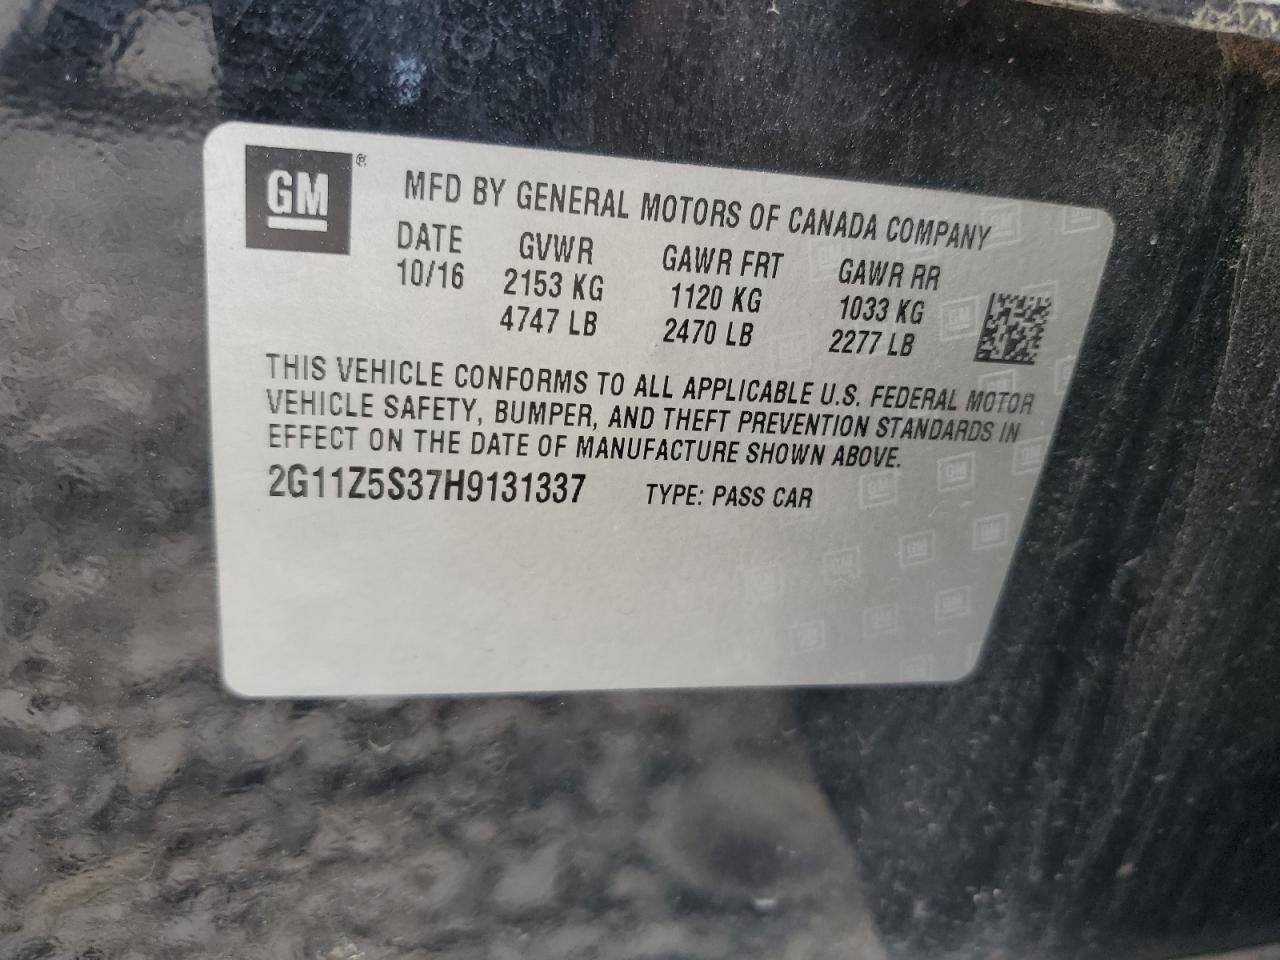 GM ®
MFD BY GENERAL MOTORS OF CANADA COMPANY
DATE GVWR GAWR FRT GAWR RR
10/16 2153 KG 1120 KG 1033 KG
4747 LB 2470 LB 2277 LB
THIS VEHICLE CONFORMS TO ALL APPLICABLE U.S. FEDERAL MOTOR
VEHICLE SAFETY, BUMPER, AND THEFT PREVENTION STANDARDS IN
EFFECT ON THE DATE OF MANUFACTURE SHOWN ABOVE.
2G11Z5S37H9131337 TYPE: PASS CAR